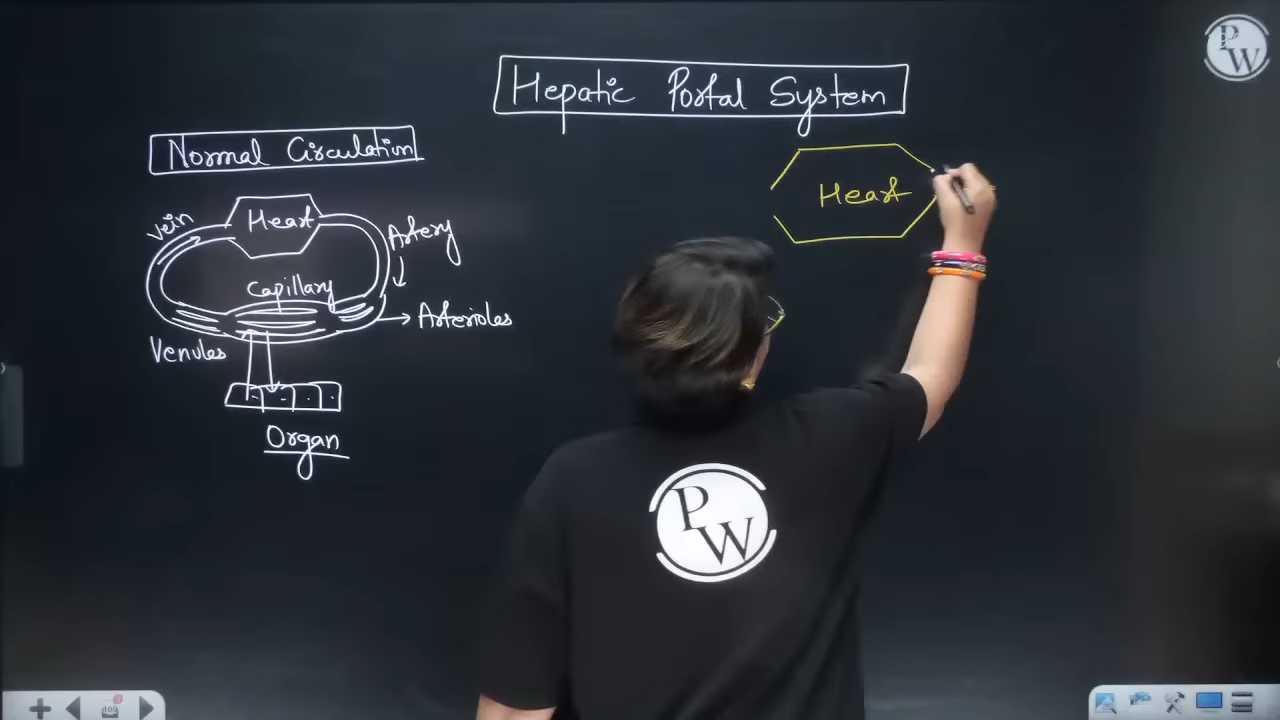 PW
Hepatic Portal System
Normal Circulation
Heart
Vein
Heart
Artery
Capillary
Arterioles
Venules
Organ
PW